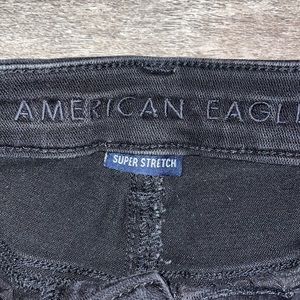 AMERICAN EAGL
SUPER STRETCH